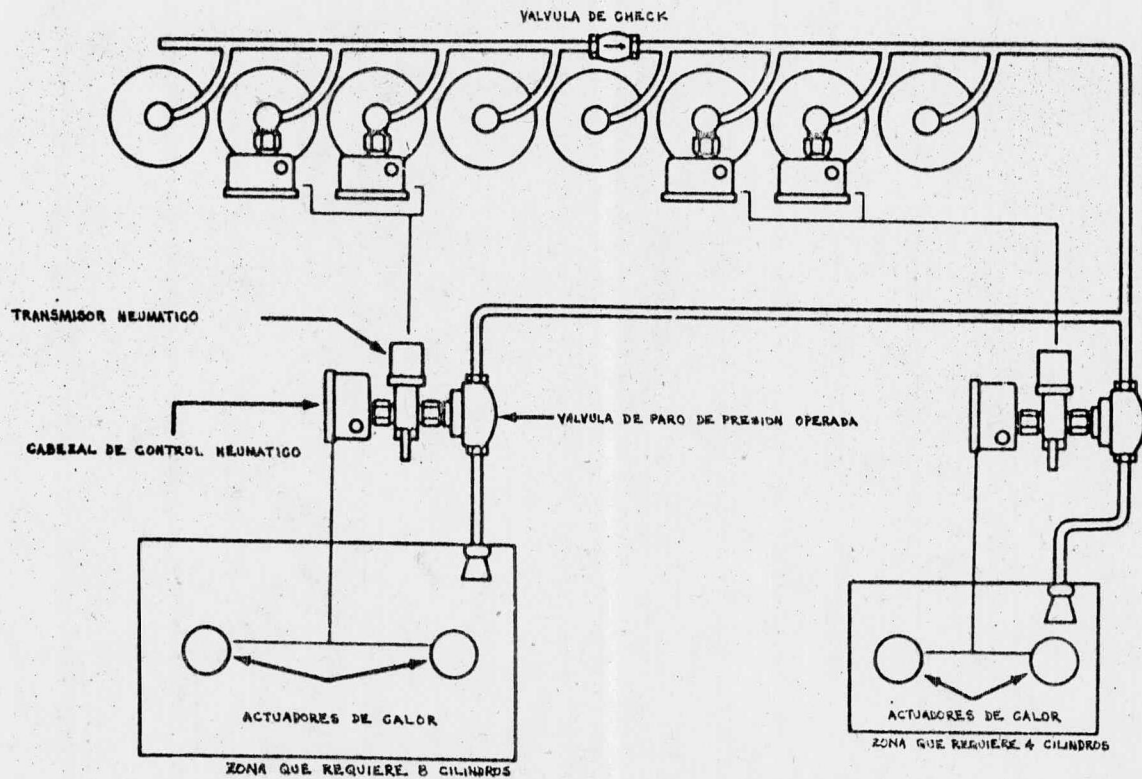 VALVULA DE CHECK
TRANSMISOR NEUMATICO
CABEZAL DE CONTROL NEUMATICO
VALVULA DE PARO DE PRESION OPERADA
ACTUADORES DE CALOR
ZONA QUE REQUIERE 8 CILINDROS
ACTUADORES DE CALOR
ZONA QUE REQUIERE 4 CILINDROS